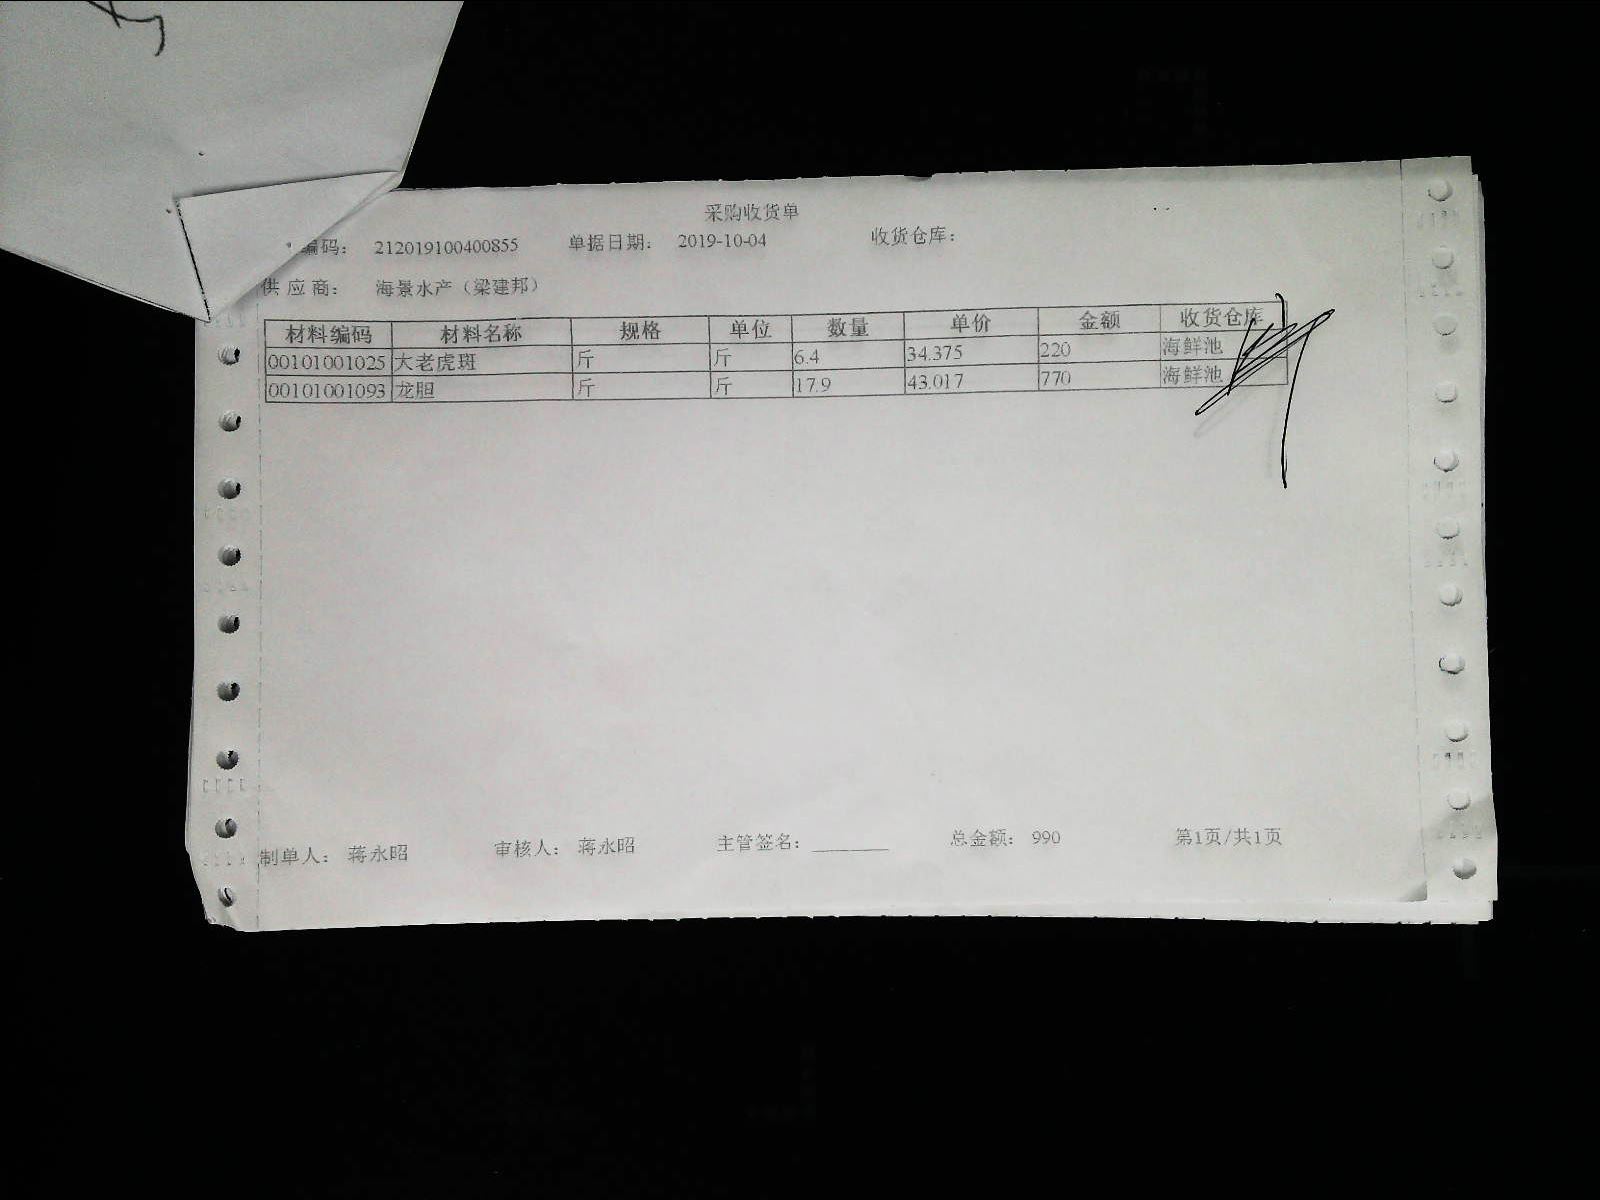 采购收货单
编码： 212019100400855 单据日期： 2019-10-04 收货仓库：
供应商： 海景水产（梁建邦）
材料编码 材料名称 规格 单位 数量 单价 金额 收货仓库
00101001025 大老虎斑 斤 斤 6.4 34.375 220 海鲜池
00101001093 龙胆 斤 斤 17.9 43.017 770 海鲜池
制单人： 蒋永昭 审核人： 蒋永昭 主管签名：________ 总金额： 990 第1页/共1页